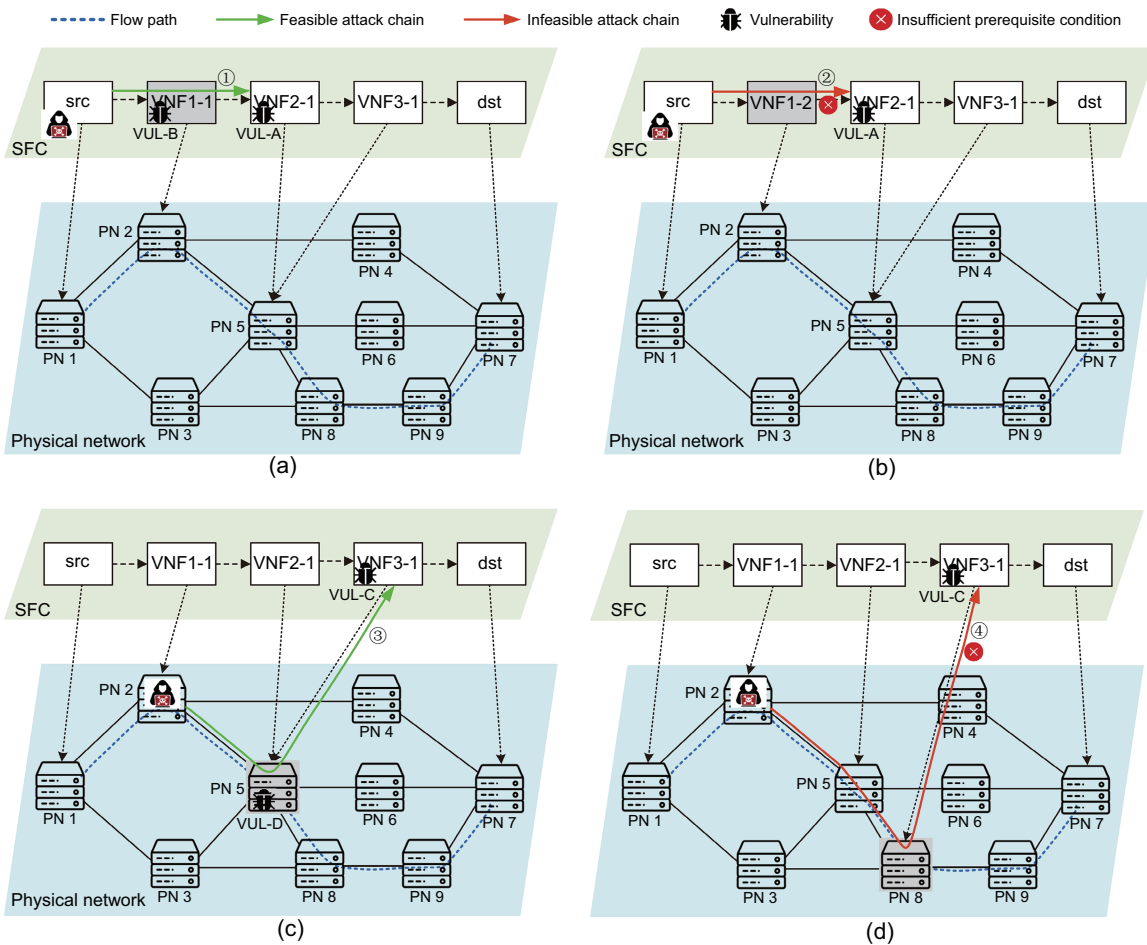 Flow path Feasible attack chain Infeasible attack chain Vulnerability Insufficient prerequisite condition
①
src VNF1-1 VNF2-1 VNF3-1 dst
VUL-B VUL-A
SFC
PN 2
PN 4
PN 5
PN 1 PN 6 PN 7
PN 3 PN 8 PN 9
Physical network
(a)
②
src VNF1-2 VNF2-1 VNF3-1 dst
VUL-A
SFC
PN 2
PN 4
PN 5
PN 1 PN 6 PN 7
PN 3 PN 8 PN 9
Physical network
(b)
src VNF1-1 VNF2-1 VNF3-1 dst
VUL-C
SFC
③
PN 2
PN 4
PN 5
PN 1 PN 6 PN 7
VUL-D
PN 3 PN 8 PN 9
Physical network
(c)
src VNF1-1 VNF2-1 VNF3-1 dst
VUL-C
SFC
④
PN 2
PN 4
PN 5
PN 1 PN 6 PN 7
PN 3 PN 8 PN 9
Physical network
(d)